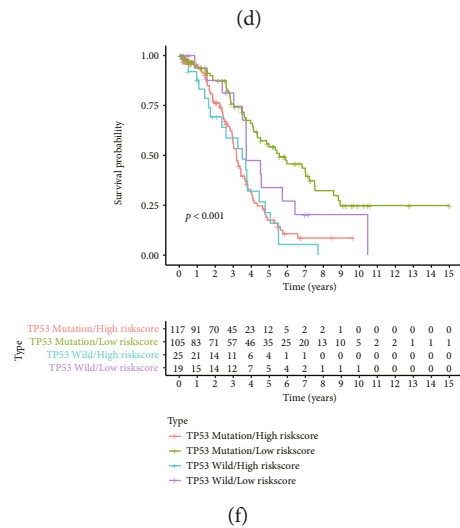 (d)
1.00
0.75
0.50
0.25
0.00
Survival probability
p < 0.001
0 1 2 3 4 5 6 7 8 9 10 11 12 13 14 15
Time (years)
Type
TP53 Mutation/High riskscore 117 91 70 45 23 12 5 2 2 1 0 0 0 0 0 0
TP53 Mutation/Low riskscore 105 83 71 57 46 35 25 20 13 10 5 2 2 1 1 1
TP53 Wild/High riskscore 25 21 14 11 6 4 1 1 0 0 0 0 0 0 0 0
TP53 Wild/Low riskscore 19 15 14 12 7 5 4 2 1 1 1 0 0 0 0 0
0 1 2 3 4 5 6 7 8 9 10 11 12 13 14 15
Time (years)
Type
TP53 Mutation/High riskscore
TP53 Mutation/Low riskscore
TP53 Wild/High riskscore
TP53 Wild/Low riskscore
(f)